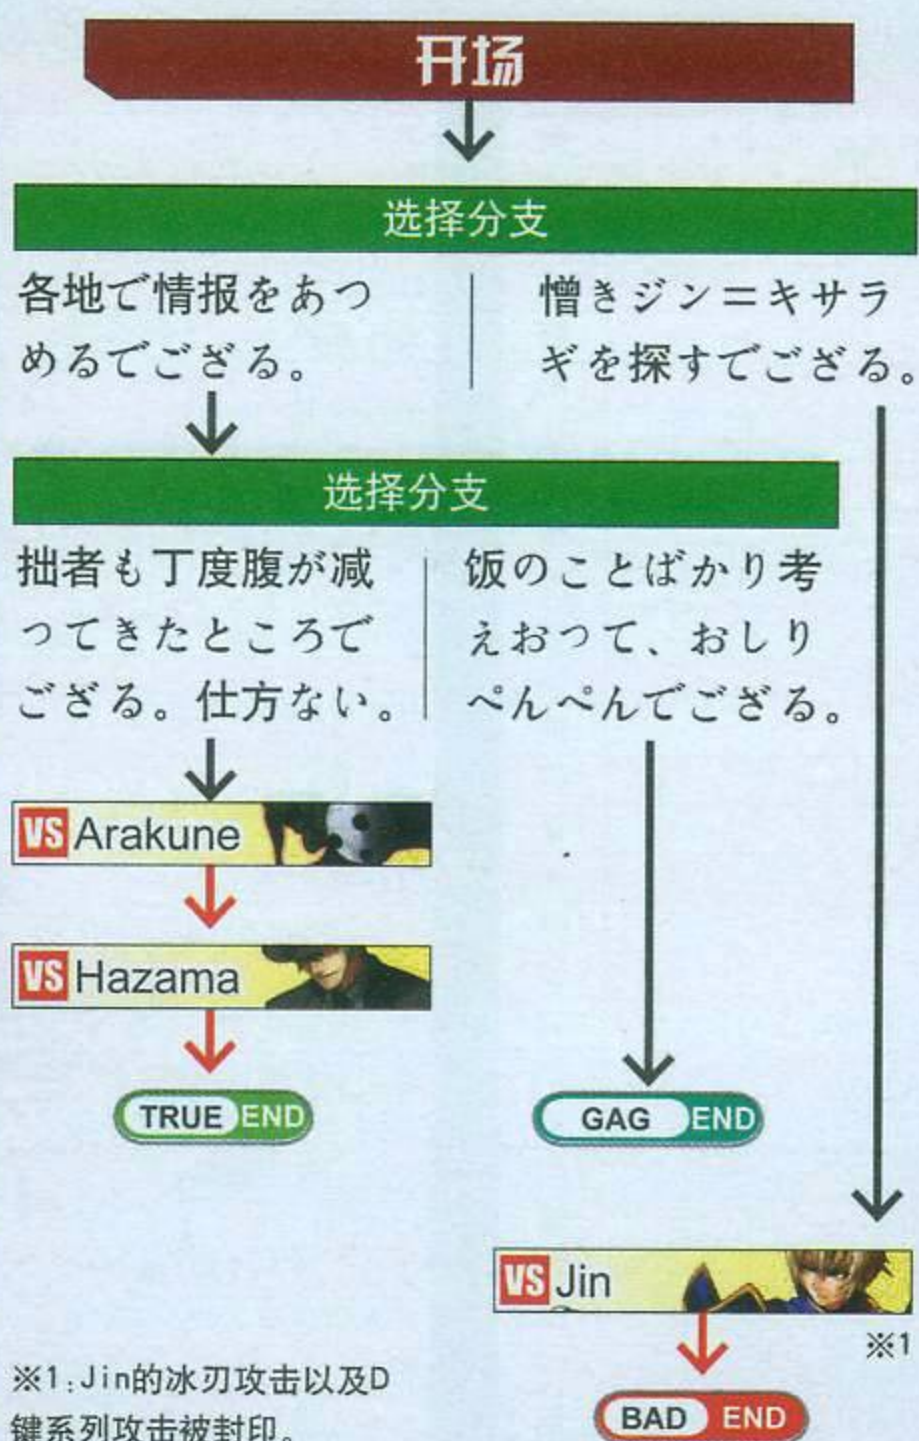 开场
选择分支
各地で情报をあつ
めるでござる。
憎きジン＝キサラ
ギを探すでござる。
选择分支
拙者も丁度腹が减
ってきたところで
ござる。仕方ない。
饭のことばかり考
えおって、おしり
ぺんぺんでござる。
VS Arakune
VS Hazama
TRUE END
GAG END
VS Jin
※1
BAD END
※1:Jin的冰刃攻击以及D
键系列攻击被封印。